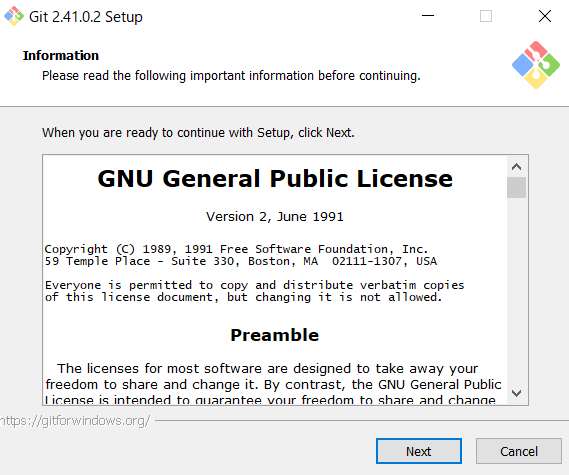 Git 2.41.0.2 Setup
Information
Please read the following important information before continuing.
When you are ready to continue with Setup, click Next.
GNU General Public License
Version 2, June 1991
Copyright (C) 1989, 1991 Free Software Foundation, Inc.
59 Temple Place - Suite 330, Boston, MA  02111-1307, USA
Everyone is permitted to copy and distribute verbatim copies
of this license document, but changing it is not allowed.
Preamble
The licenses for most software are designed to take away your
freedom to share and change it. By contrast, the GNU General Public
License is intended to guarantee your freedom to share and change
https://gitforwindows.org/
Next
Cancel